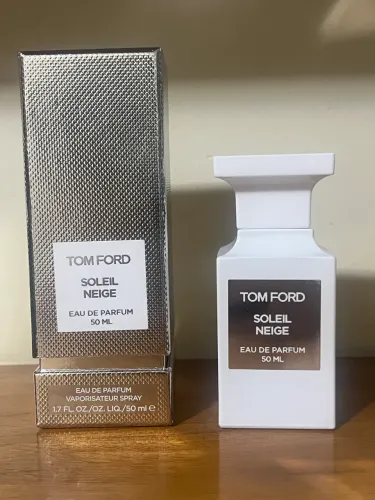 TOM FORD
SOLEIL
NEIGE
EAU DE PARFUM
50 ML
EAU DE PARFUM
VAPORISATEUR SPRAY
1.7 FL. OZ./OZ. LIQ./50 ml ℮
TOM FORD
SOLEIL
NEIGE
EAU DE PARFUM
50 ML